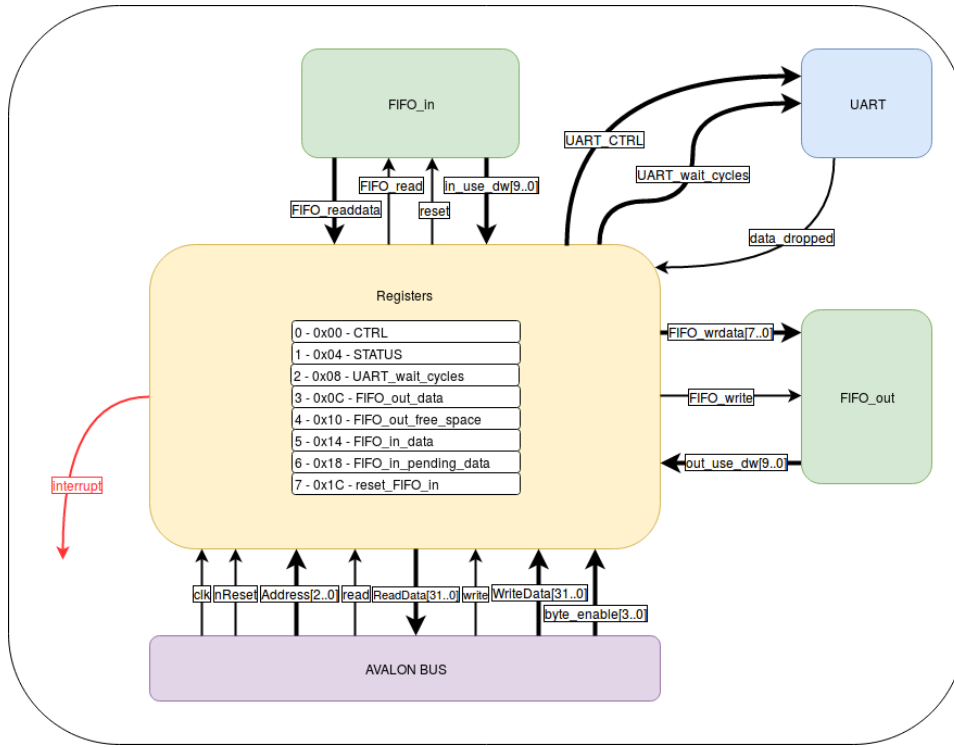 FIFO_in
UART
UART_CTRL
UART_wait_cycles
FIFO_read
in_use_dw[9..0]
FIFO_readdata
reset
data_dropped
Registers
0 - 0x00 - CTRL
1 - 0x04 - STATUS
2 - 0x08 - UART_wait_cycles
3 - 0x0C - FIFO_out_data
4 - 0x10 - FIFO_out_free_space
5 - 0x14 - FIFO_in_data
6 - 0x18 - FIFO_in_pending_data
7 - 0x1C - reset_FIFO_in
FIFO_wrdata[7..0]
FIFO_write
FIFO_out
out_use_dw[9..0]
interrupt
clk
nReset
Address[2..0]
read
ReadData[31..0]
write
WriteData[31..0]
byte_enable[3..0]
AVALON BUS